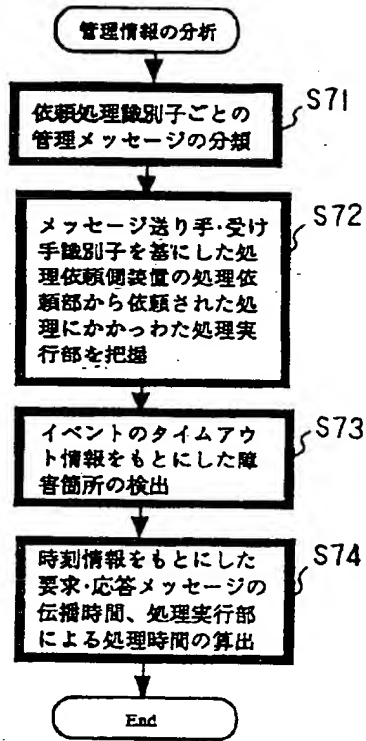 管理情報の分析
依頼処理識別子ごとの
管理メッセージの分類
S71
メッセージ送り手・受け
手識別子を基にした処
理依頼側装置の処理依
頼部から依頼された処
理にかかっわた処理実
行部を把握
S72
イベントのタイムアウ
ト情報をもとにした障
害箇所の検出
S73
時刻情報をもとにした
要求・応答メッセージの
伝播時間、処理実行部
による処理時間の算出
S74
End